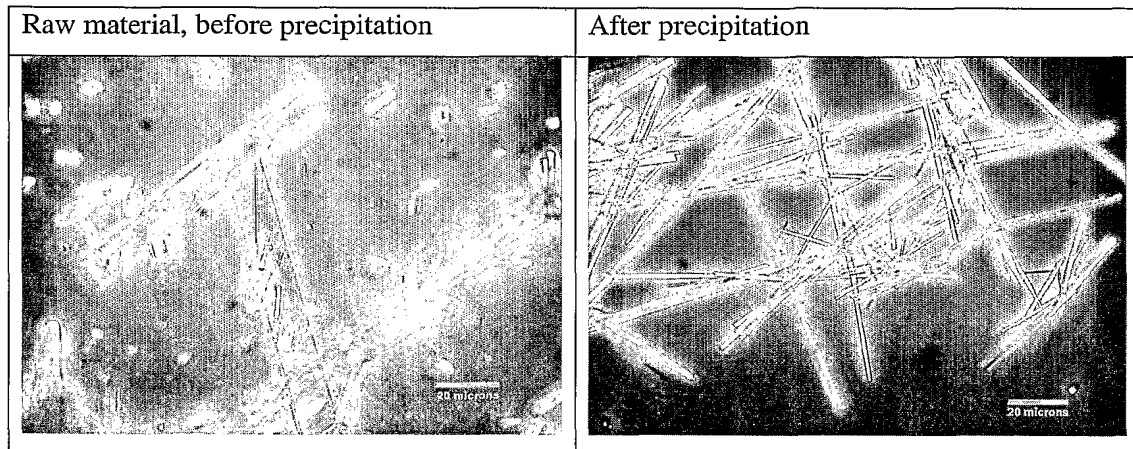 Raw material, before precipitation
After precipitation
20 microns
20 microns